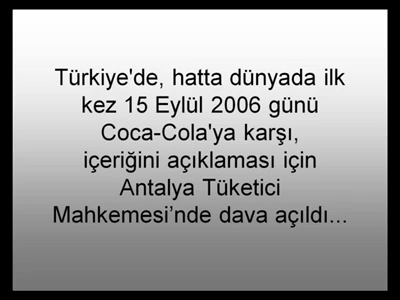 Türkiye'de, hatta dünyada ilk
kez 15 Eylül 2006 günü
Coca-Cola'ya karşı,
içeriğini açıklaması için
Antalya Tüketici
Mahkemesi’nde dava açıldı...